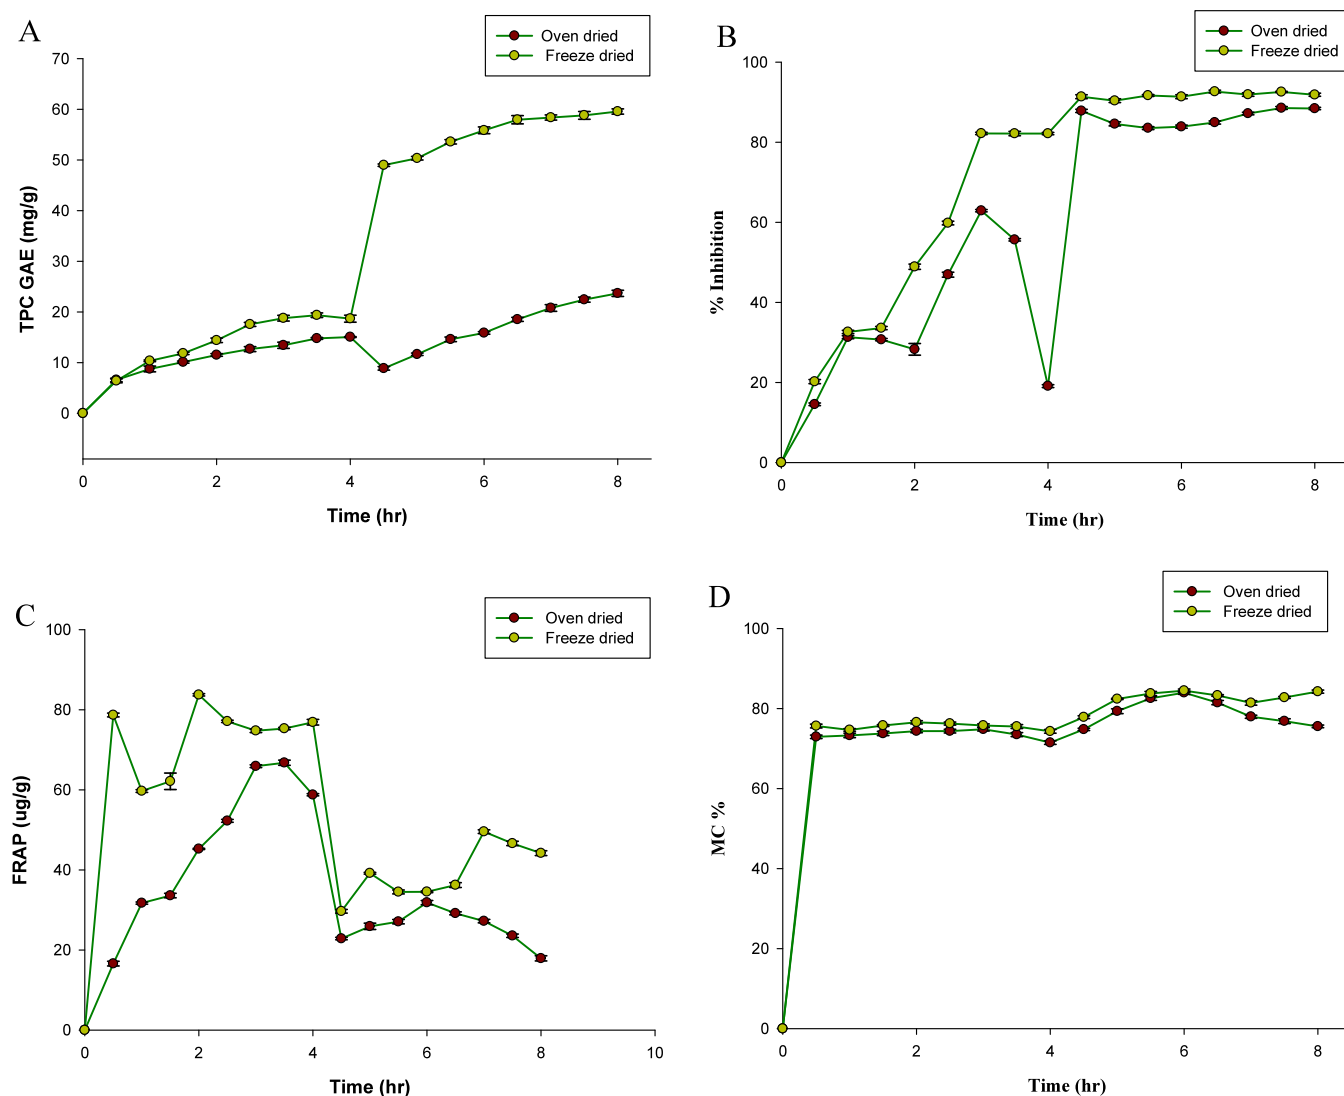 A
Oven dried
Freeze dried
70
60
50
40
30
20
10
0
TPC GAE (mg/g)
0 2 4 6 8
Time (hr)
B
Oven dried
Freeze dried
100
80
60
40
20
0
% Inhibition
0 2 4 6 8
Time (hr)
C
Oven dried
Freeze dried
100
80
60
40
20
0
FRAP (ug/g)
0 2 4 6 8 10
Time (hr)
D
Oven dried
Freeze dried
100
80
60
40
20
0
MC %
0 2 4 6 8
Time (hr)